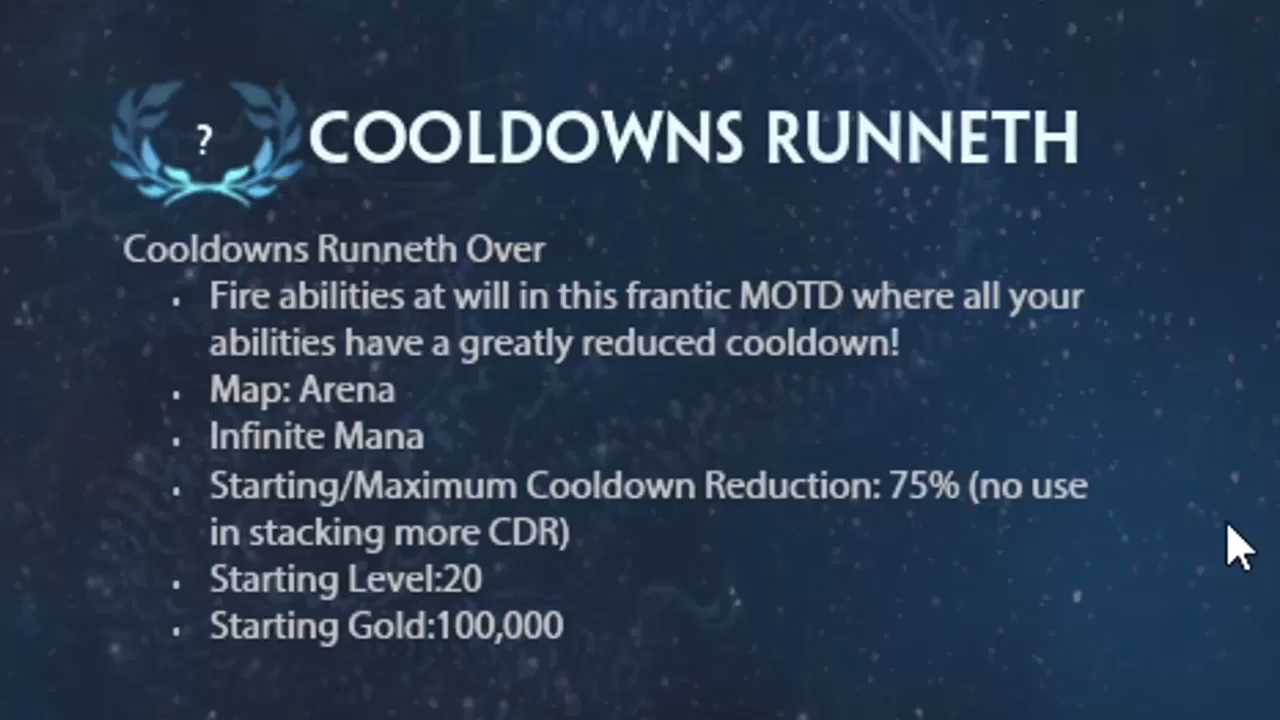 ?
COOLDOWNS RUNNETH
Cooldowns Runneth Over
• Fire abilities at will in this frantic MOTD where all your
abilities have a greatly reduced cooldown!
• Map: Arena
• Infinite Mana
• Starting/Maximum Cooldown Reduction: 75% (no use
in stacking more CDR)
• Starting Level:20
• Starting Gold:100,000